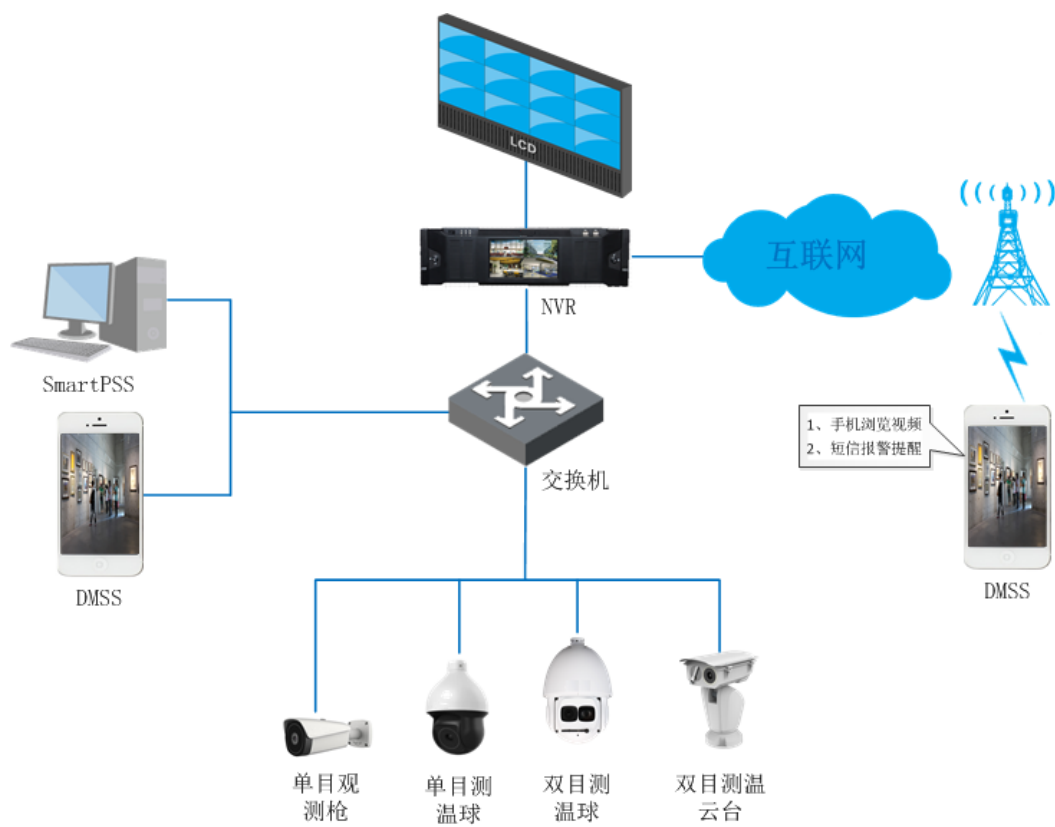 LCD
互联网
NVR
SmartPSS
1、手机浏览视频
2、短信报警提醒
交换机
DMSS
DMSS
单目观
测枪
单目测
温球
双目测
温球
双目测温
云台